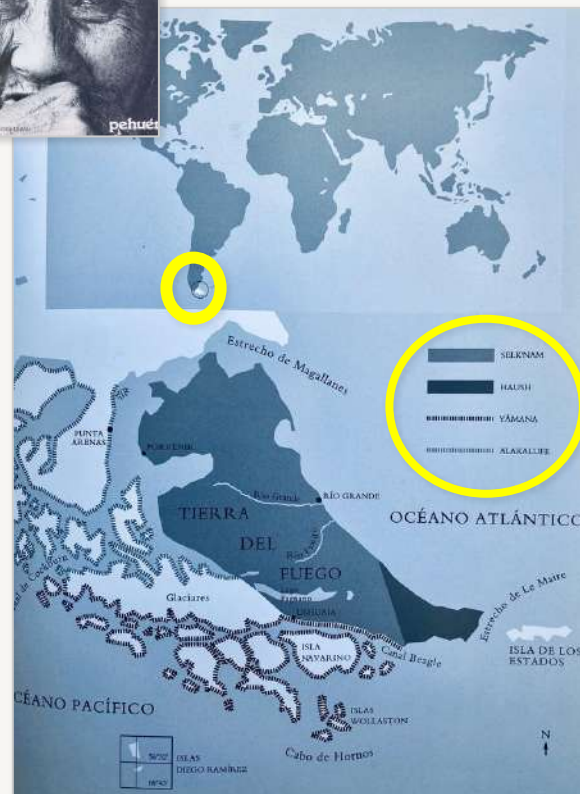 pehuén
Estrecho de Magallanes
SELK'NAM
HAUSH
YÁMANA
ALAKALUFE
PUNTA
ARENAS
PORVENIR
Río Grande
RÍO GRANDE
OCÉANO ATLÁNTICO
TIERRA
DEL
FUEGO
Glaciares
USHUAIA
Estrecho de Le Maire
ISLA
NAVARINO
Canal Beagle
ISLA DE LOS
ESTADOS
CÉANO PACÍFICO
ISLAS
WOLLASTON
Cabo de Hornos
N
ISLAS
DIEGO RAMÍREZ